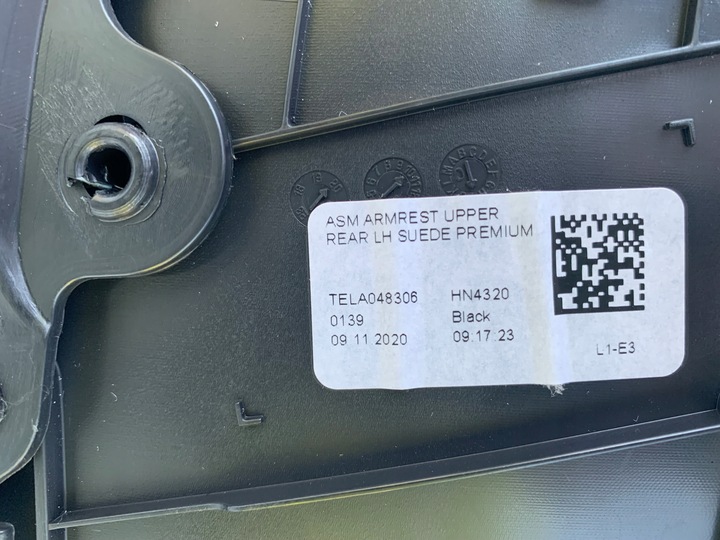 ASM ARMREST UPPER
REAR LH SUEDE PREMIUM
TELA048306 HN4320
0139 Black
09 11 2020 09:17:23
L1-E3